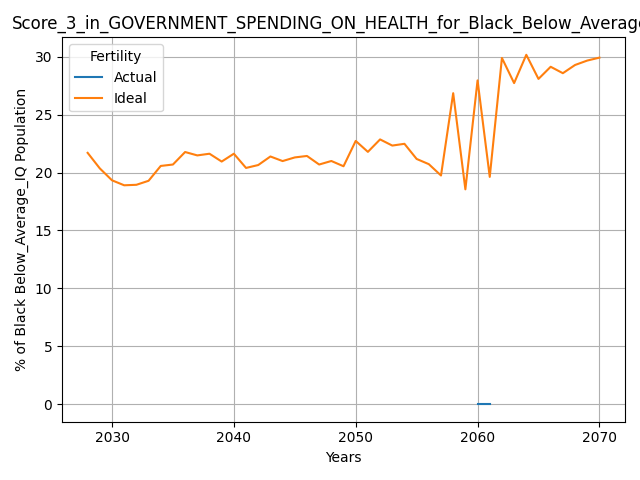 Score_3_in_GOVERNMENT_SPENDING_ON_HEALTH_for_Black_Below_Average
Fertility
Actual
Ideal
30
25
20
15
10
5
0
% of Black Below_Average_IQ Population
2030 2040 2050 2060 2070
Years